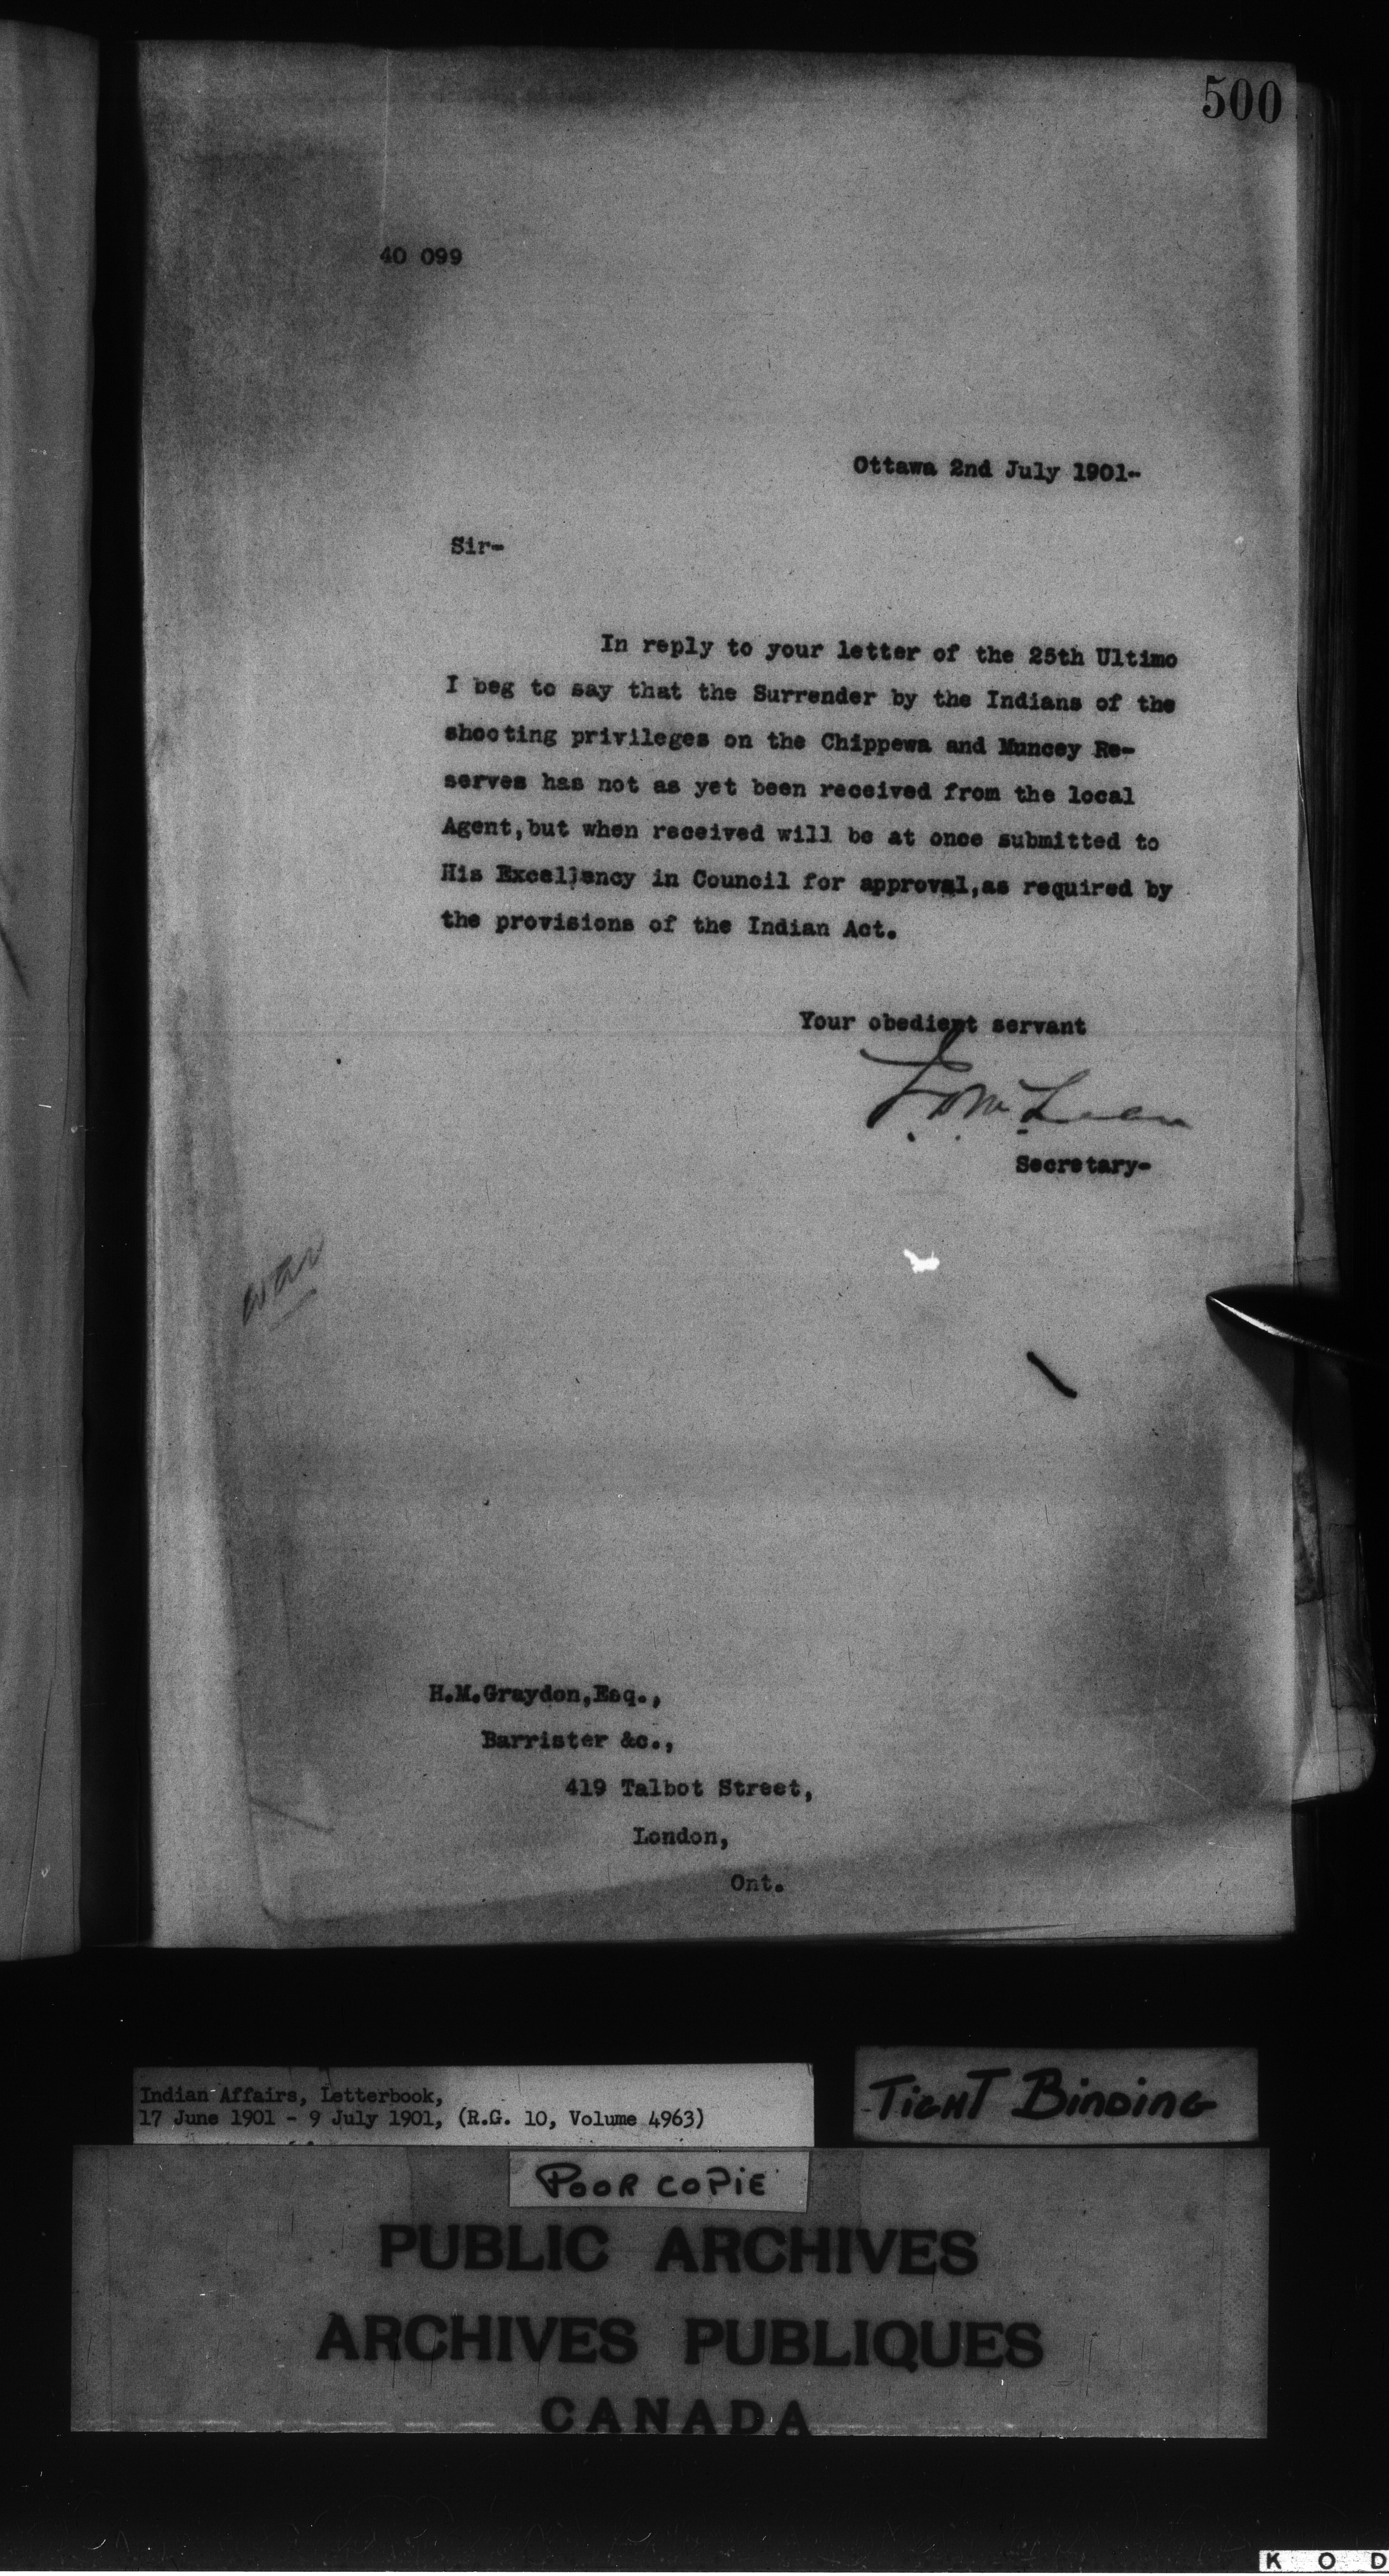 500
40 099
Ottawa 2nd July 1901-
Sir-
In reply to your letter of the 25th Ultimo
I beg to say that the Surrender by the Indians of the
shooting privileges on the Chippewa and Muncey Re-
serves has not as yet been received from the local
Agent,but when received will be at once submitted to
His Excellency in Council for approval,as required by
the provisions of the Indian Act.
Your obedient servant
J. D. McLean
Secretary-
H.M.Graydon,Esq.,
Barrister &c.,
419 Talbot Street,
London,
Ont.
Indian Affairs, Letterbook,
17 June 1901 - 9 July 1901, (R.G. 10, Volume 4963)
TIGHT BINDING
POOR COPIE
PUBLIC ARCHIVES
ARCHIVES PUBLIQUES
CANADA
K O D